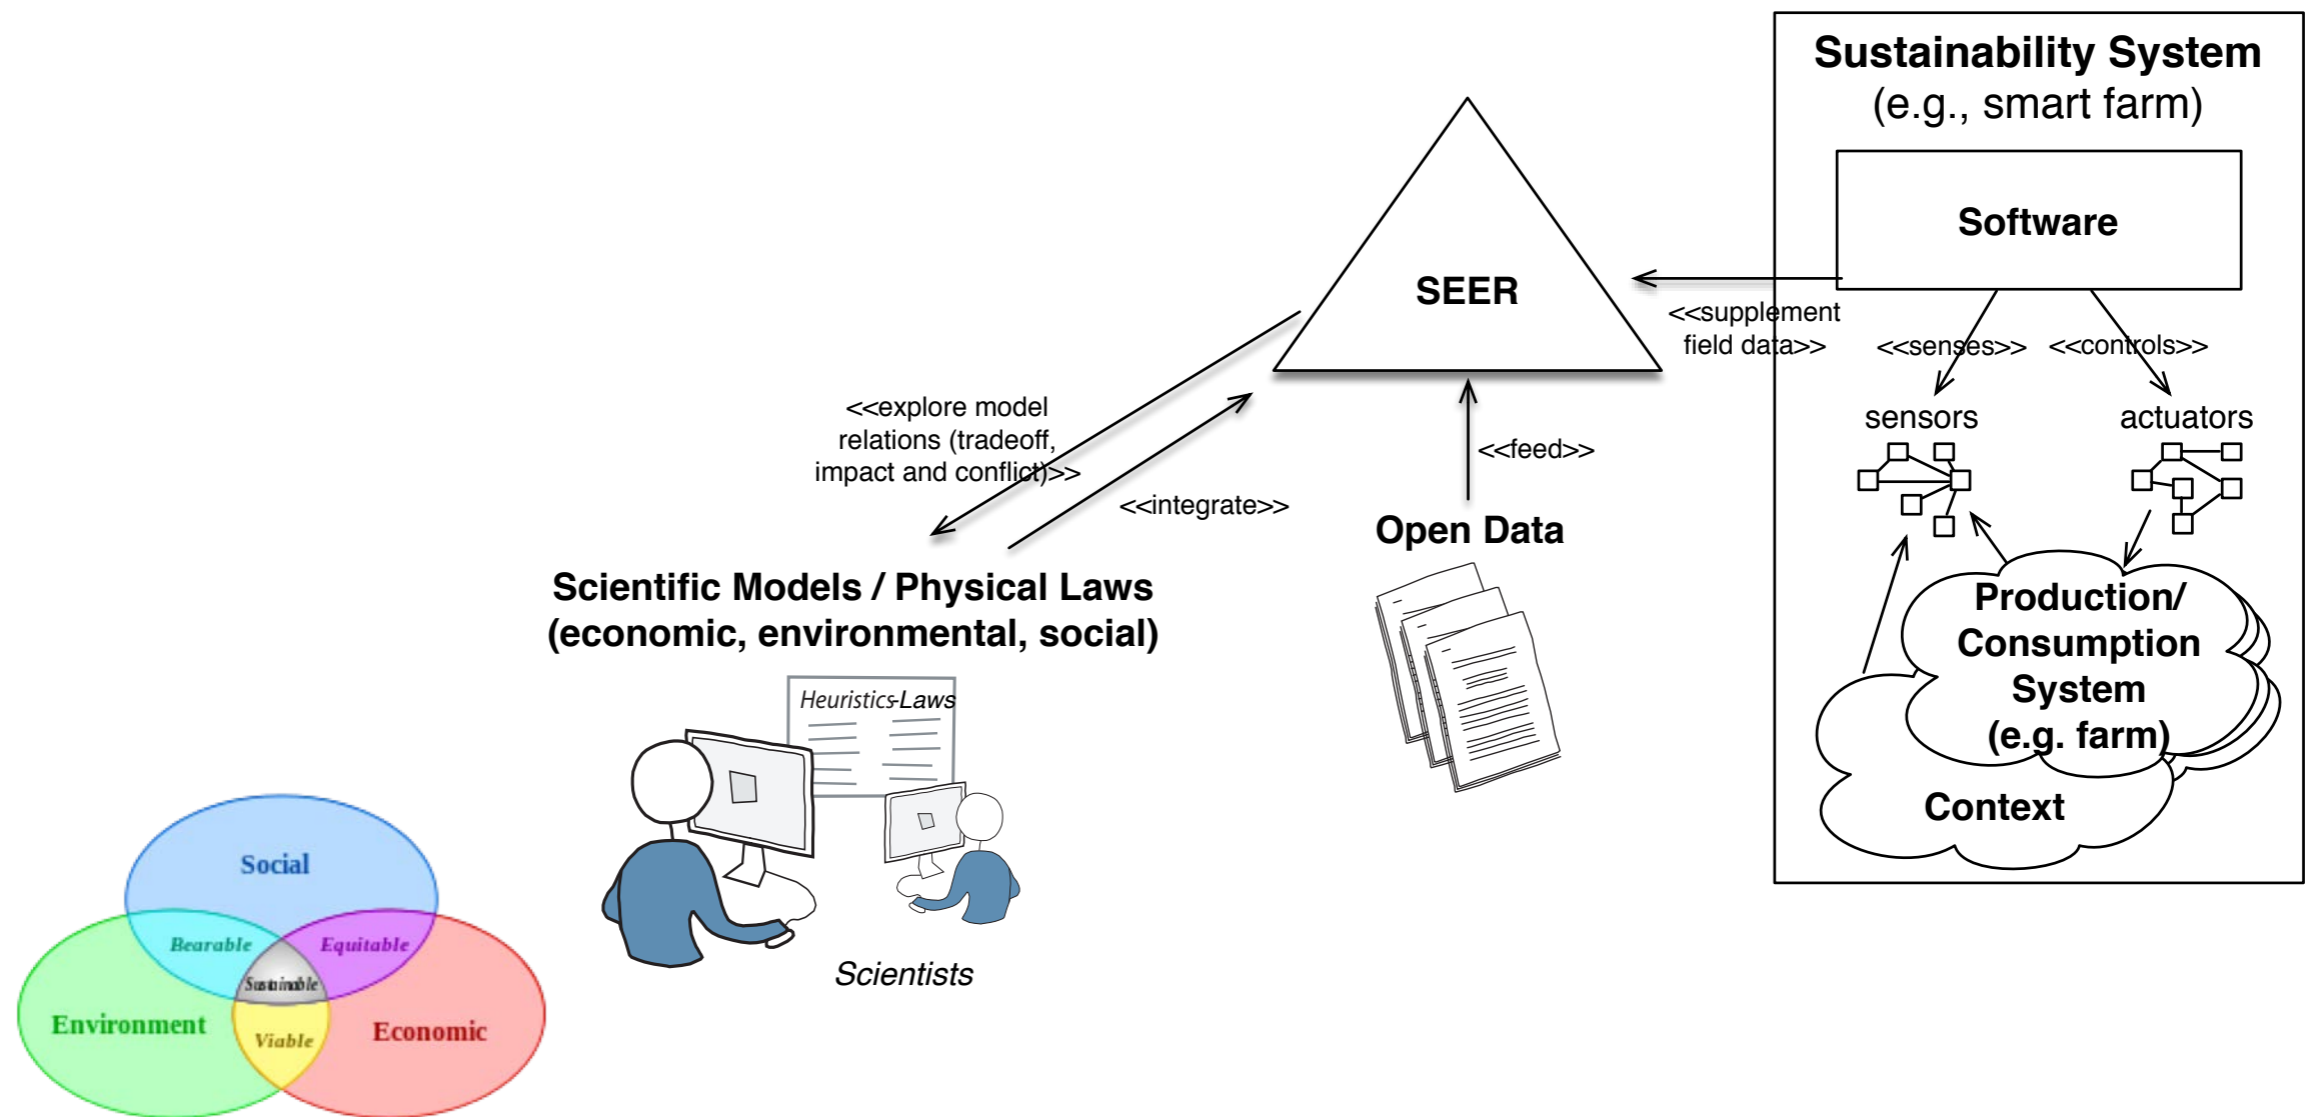 Sustainability System
(e.g., smart farm)
Software
SEER
<<supplement
field data>>
<<senses>>
<<controls>>
sensors
actuators
<<explore model
relations (tradeoff,
impact and conflict)>>
<<integrate>>
<<feed>>
Open Data
Scientific Models / Physical Laws
(economic, environmental, social)
Production/
Consumption
System
(e.g. farm)
Context
Heuristics-Laws
Scientists
Social
Bearable
Equitable
Sustainable
Environment
Economic
Viable